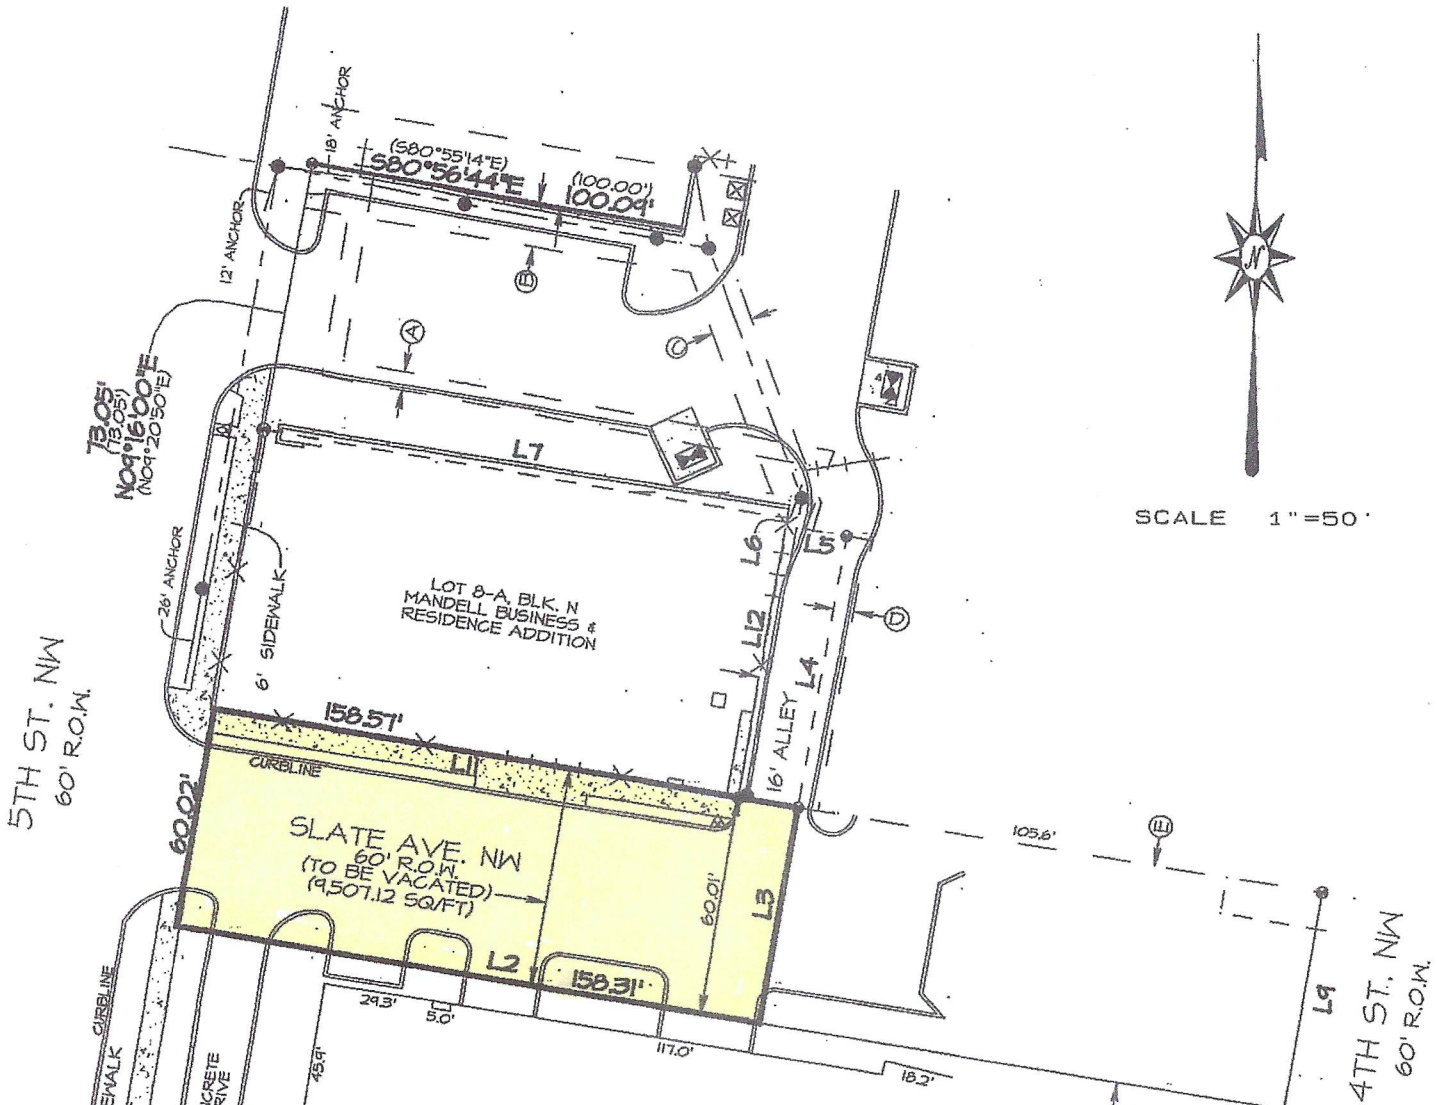 18' ANCHOR
(S80°55'14"E)
S80°56'44"E
(100.00')
100.09'
12' ANCHOR
B
A
C
N
73.05'
(73.05')
N09°16'00"E
(N09°20'50"E)
L7
SCALE 1"=50'
26' ANCHOR
6' SIDEWALK
LOT 8-A, BLK. N
MANDELL BUSINESS &
RESIDENCE ADDITION
L6
L5
L12
L4
D
5TH ST. NW
60' R.O.W.
158.57'
16' ALLEY
L1
CURBLINE
60.02'
SLATE AVE. NW
60' R.O.W.
(TO BE VACATED)
(9,507.12 SQ/FT)
105.6'
E
60.01'
L3
L2
158.31'
29.3'
5.0'
117.0'
18.2'
45.9'
CURBLINE
EWALK
CRETE
RIVE
L9
4TH ST. NW
60' R.O.W.